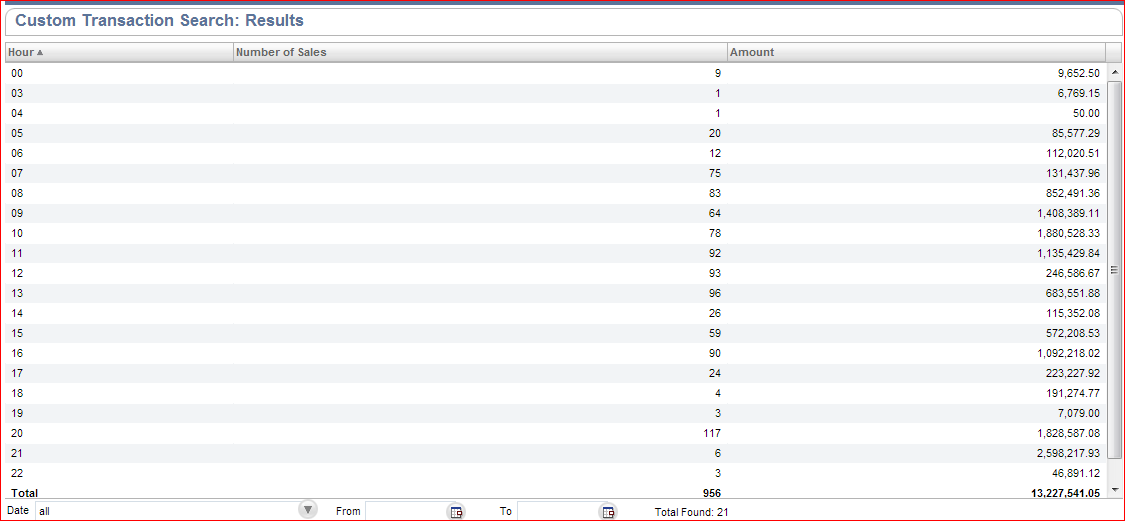 Custom Transaction Search: Results
Hour Number of Sales Amount
00 9 9,652.50
03 1 6,769.15
04 1 50.00
05 20 85,577.29
06 12 112,020.51
07 75 131,437.96
08 83 852,491.36
09 64 1,408,389.11
10 78 1,880,528.33
11 92 1,135,429.84
12 93 246,586.67
13 96 683,551.88
14 26 115,352.08
15 59 572,208.53
16 90 1,092,218.02
17 24 223,227.92
18 4 191,274.77
19 3 7,079.00
20 117 1,828,587.08
21 6 2,598,217.93
22 3 46,891.12
Total 956 13,227,541.05
Date all From To Total Found: 21